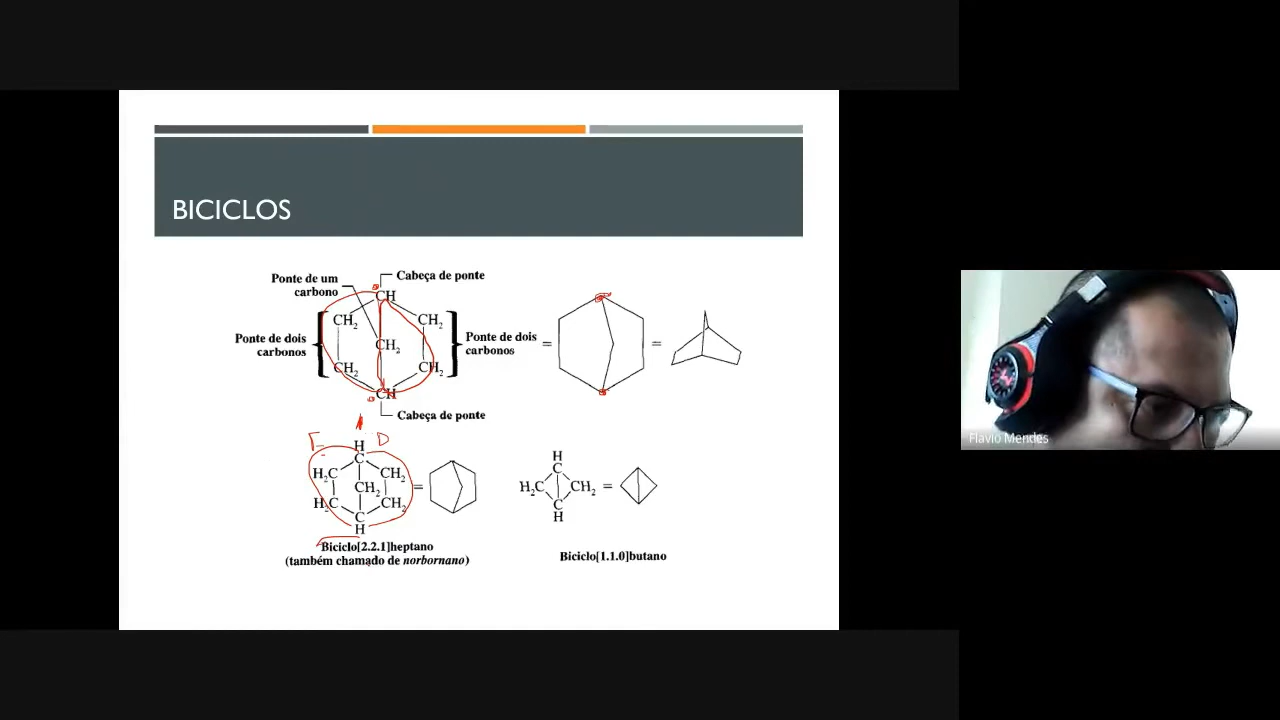 BICICLOS
Ponte de um
carbono
Cabeça de ponte
CH
CH₂
CH₂
Ponte de dois
carbonos
CH₂
Ponte de dois
carbonos
=
=
CH₂
CH₂
CH
Cabeça de ponte
D
H
C
H₂C
CH₂
CH₂
=
H₂C
CH₂
C
H
Biciclo[2.2.1]heptano
(também chamado de norbornano)
H
C
H₂C
CH₂
=
C
H
Biciclo[1.1.0]butano
Flavio Mendes